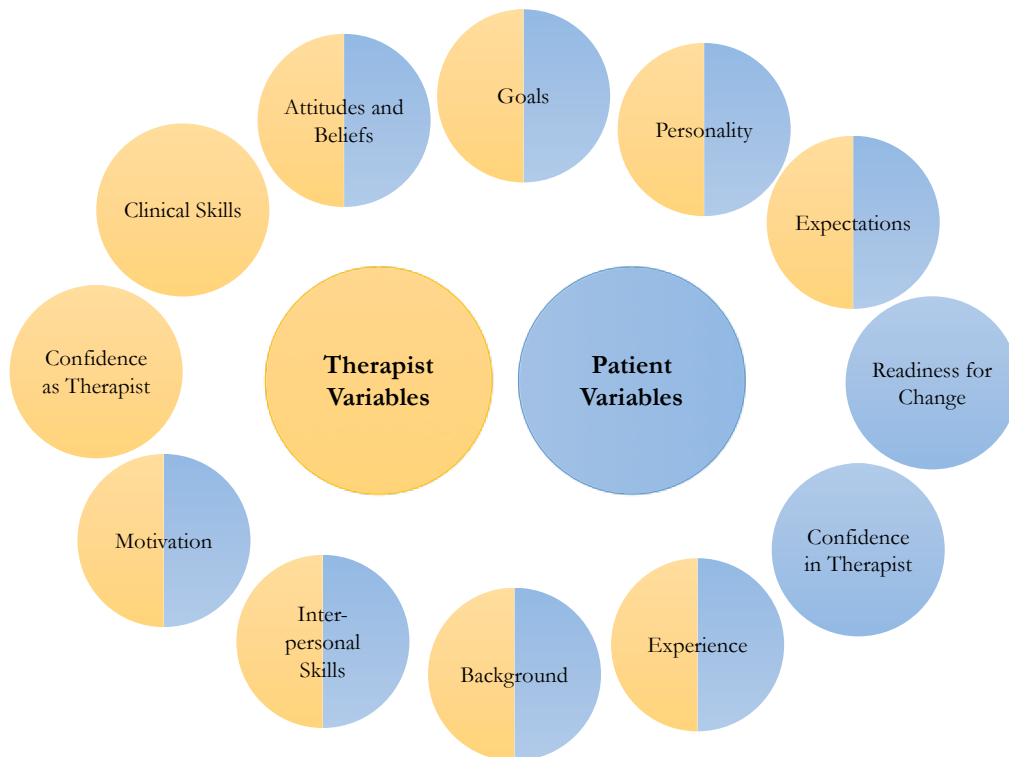 Goals
Attitudes and
Beliefs
Personality
Clinical Skills
Expectations
Confidence
as Therapist
Therapist
Variables
Patient
Variables
Readiness for
Change
Motivation
Confidence
in Therapist
Inter-
personal
Skills
Background
Experience